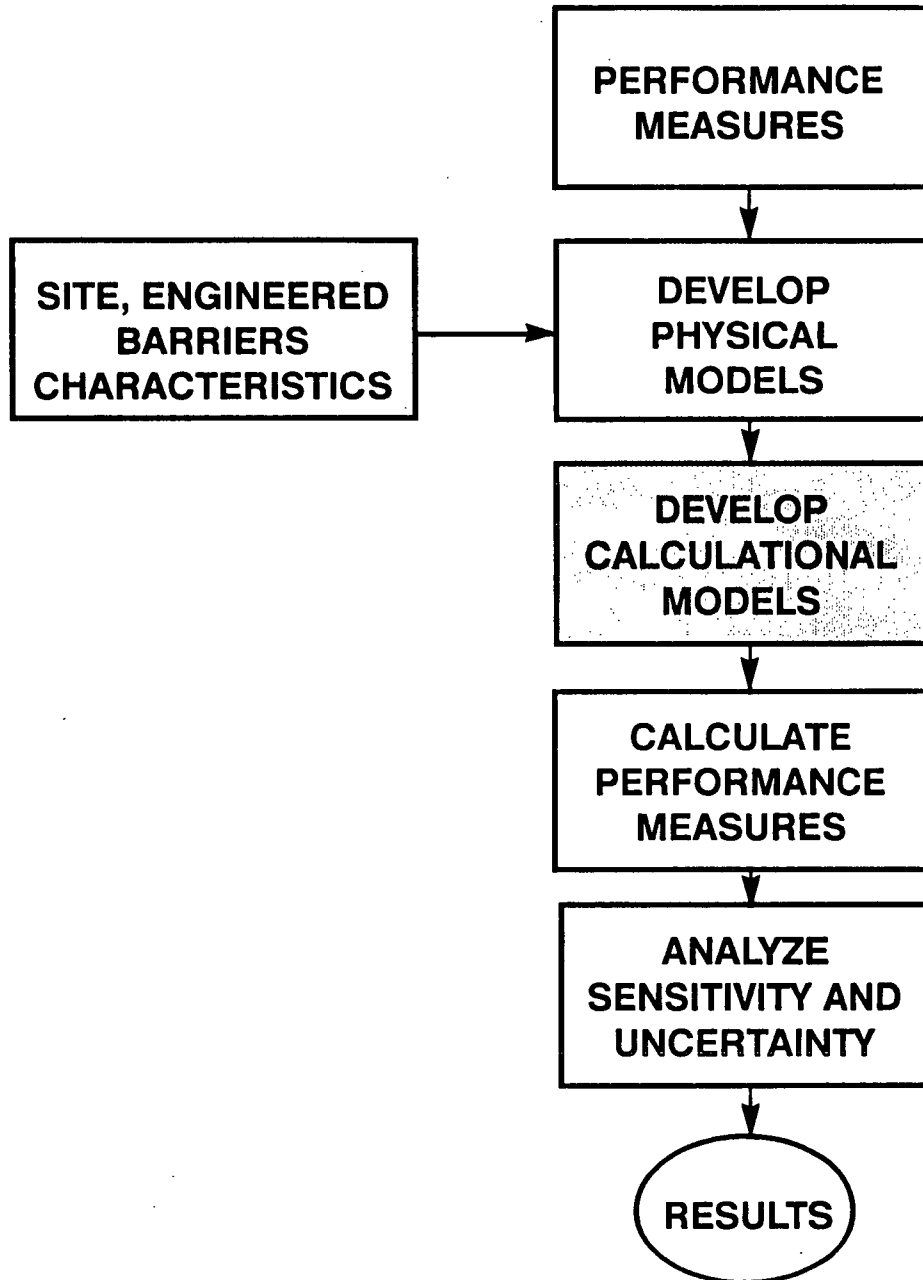 PERFORMANCE
MEASURES
SITE, ENGINEERED
BARRIERS
CHARACTERISTICS
DEVELOP
PHYSICAL
MODELS
DEVELOP
CALCULATIONAL
MODELS
CALCULATE
PERFORMANCE
MEASURES
ANALYZE
SENSITIVITY AND
UNCERTAINTY
RESULTS